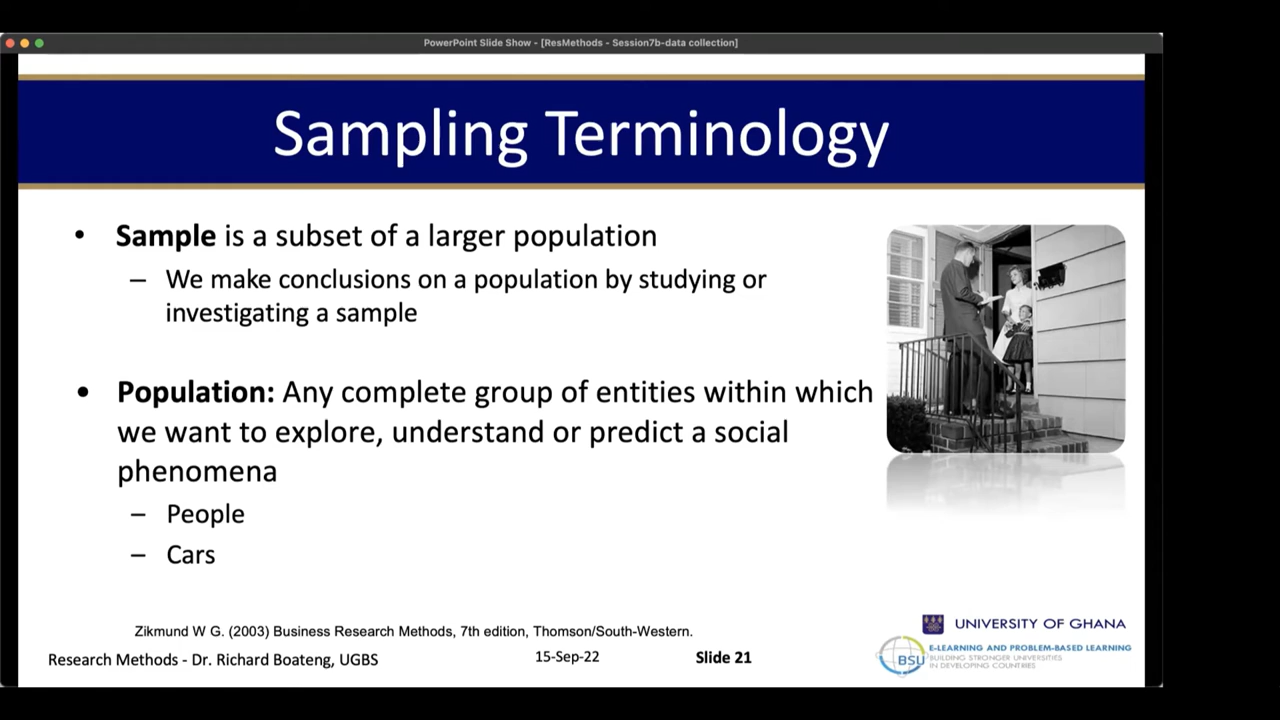 PowerPoint Slide Show - [ResMethods - Session7b-data collection]
Sampling Terminology
• Sample is a subset of a larger population
– We make conclusions on a population by studying or
investigating a sample
• Population: Any complete group of entities within which
we want to explore, understand or predict a social
phenomena
– People
– Cars
Zikmund W G. (2003) Business Research Methods, 7th edition, Thomson/South-Western.
Research Methods - Dr. Richard Boateng, UGBS
15-Sep-22
Slide 21
UNIVERSITY OF GHANA
BSU
E-LEARNING AND PROBLEM-BASED LEARNING
BUILDING STRONGER UNIVERSITIES
IN DEVELOPING COUNTRIES